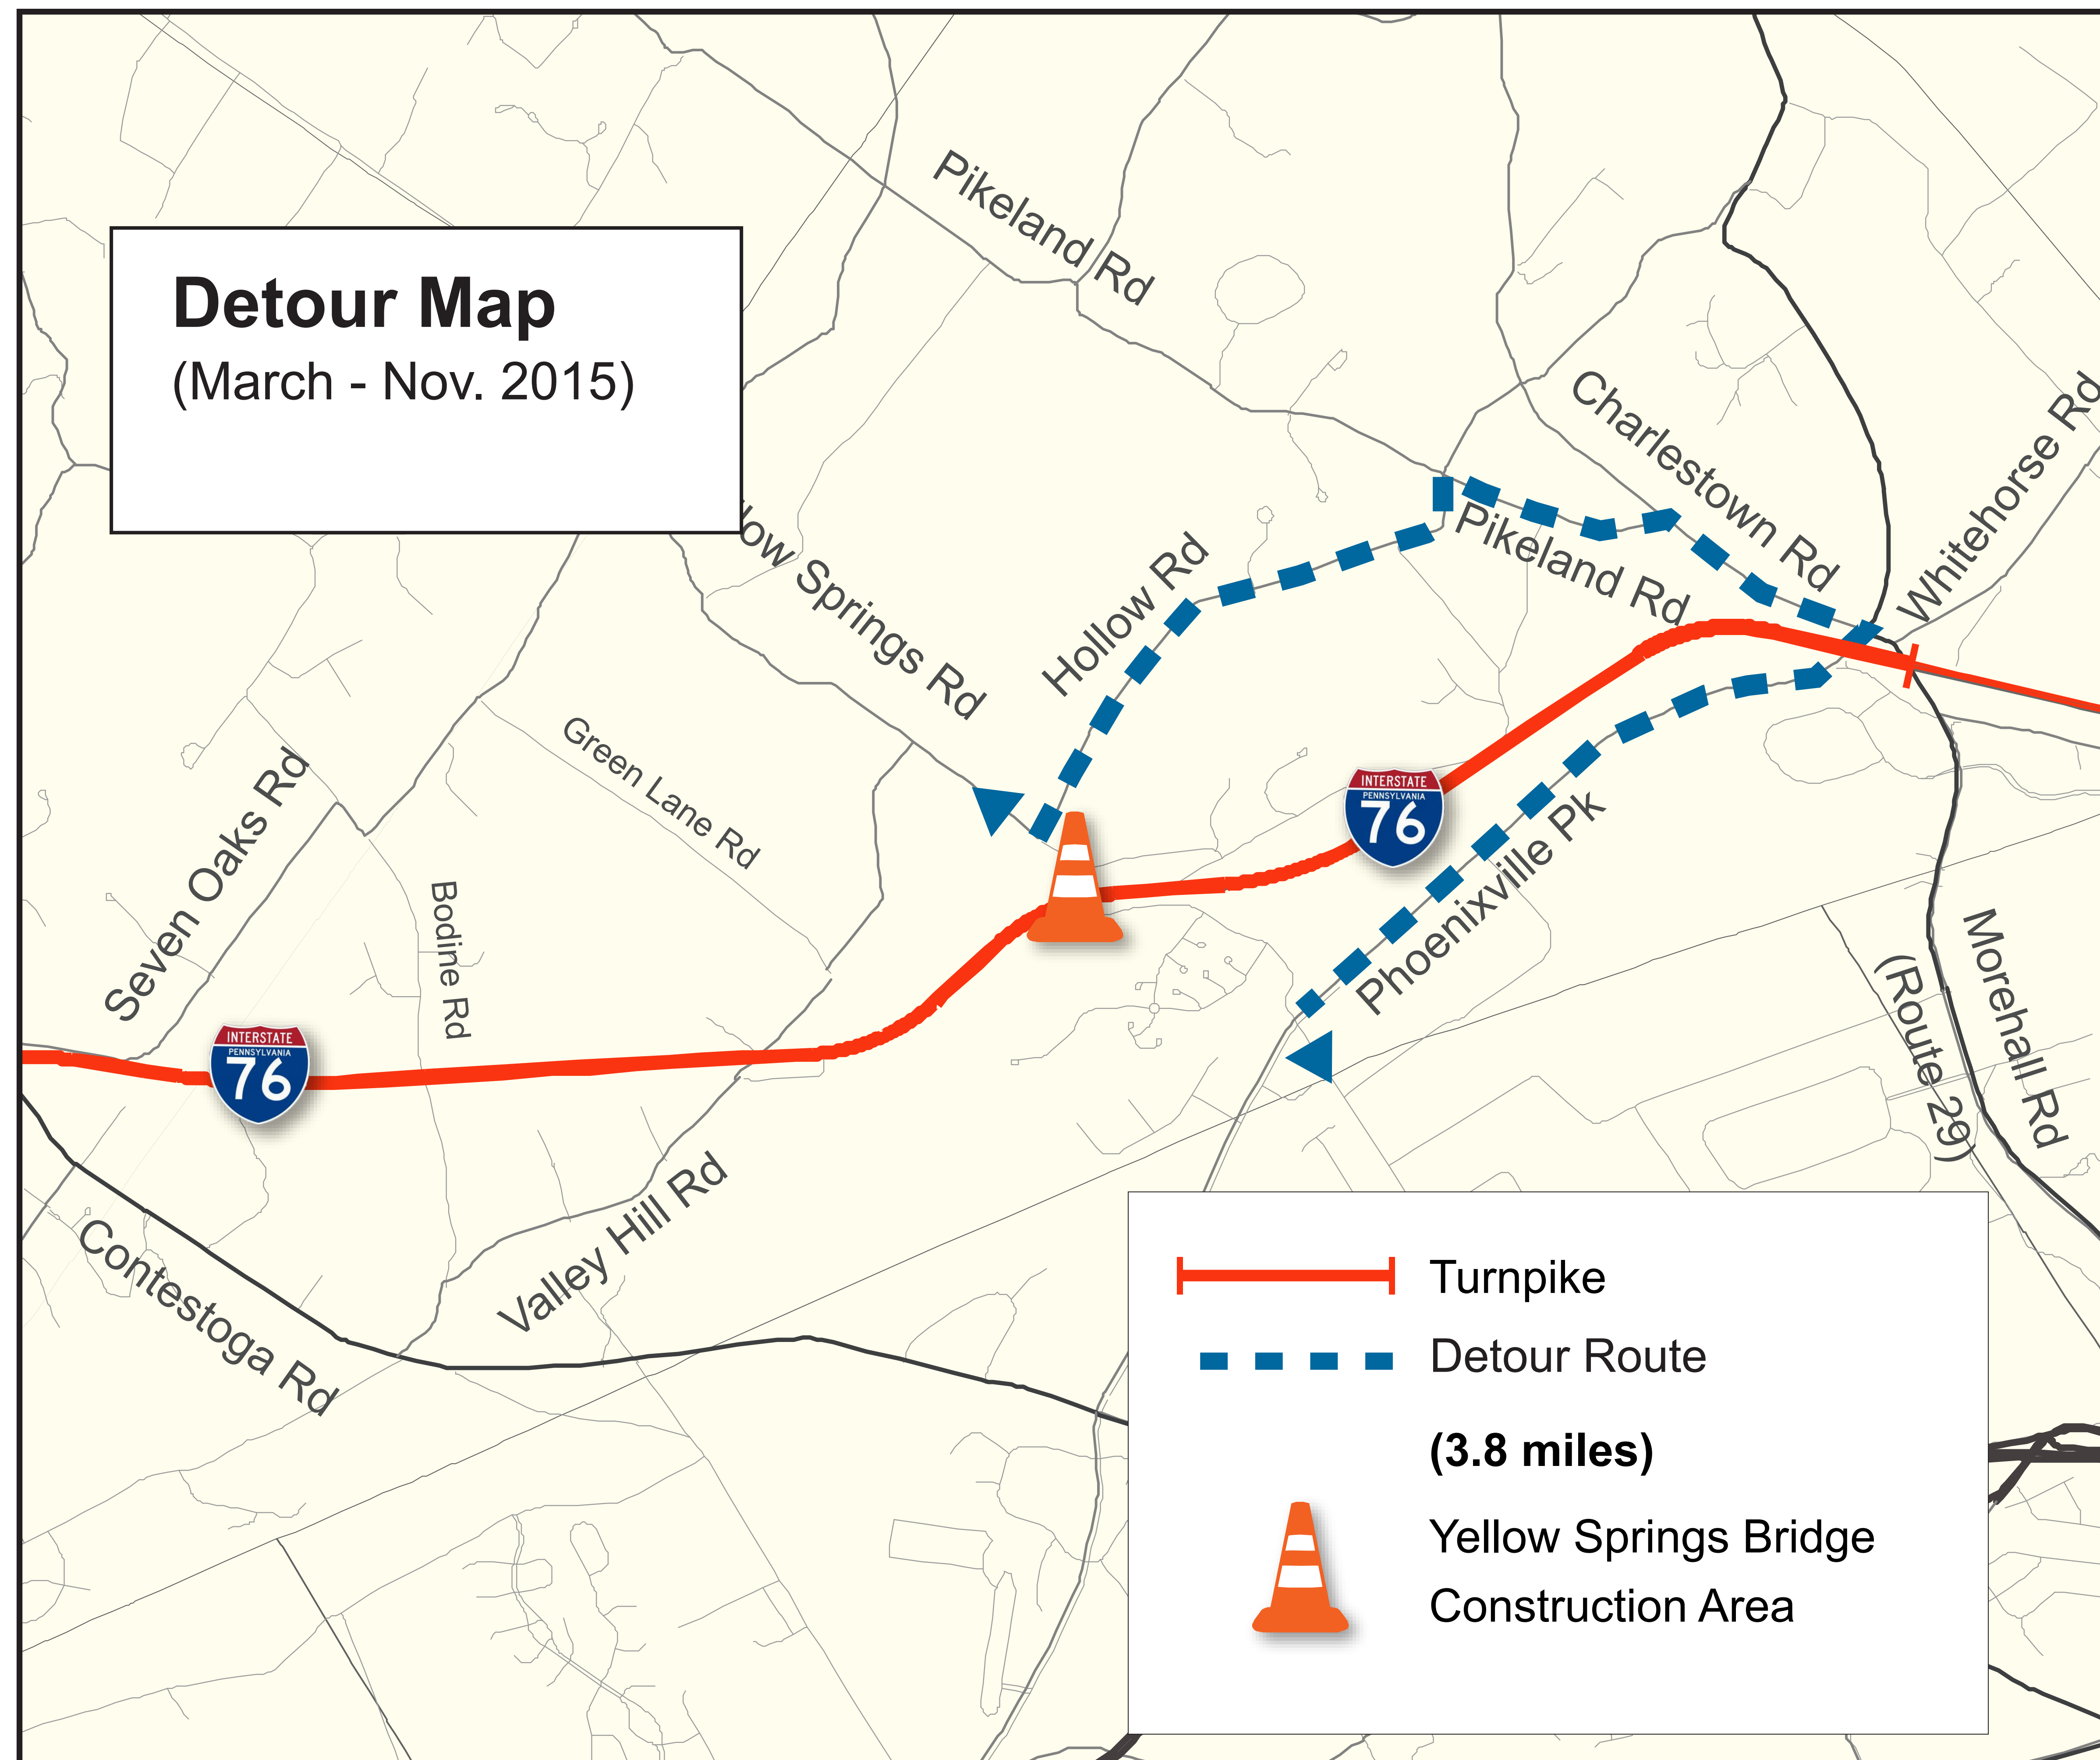 Detour Map
(March - Nov. 2015)
Pikeland Rd
Charlestown Rd
Whitehorse Rd
Pikeland Rd
low Springs Rd
Hollow Rd
Green Lane Rd
Seven Oaks Rd
Bodine Rd
INTERSTATE
PENNSYLVANIA
76
Phoenixville Pk
Morehall Rd
(Route 29)
INTERSTATE
PENNSYLVANIA
76
Valley Hill Rd
Contestoga Rd
Turnpike
Detour Route
(3.8 miles)
Yellow Springs Bridge
Construction Area